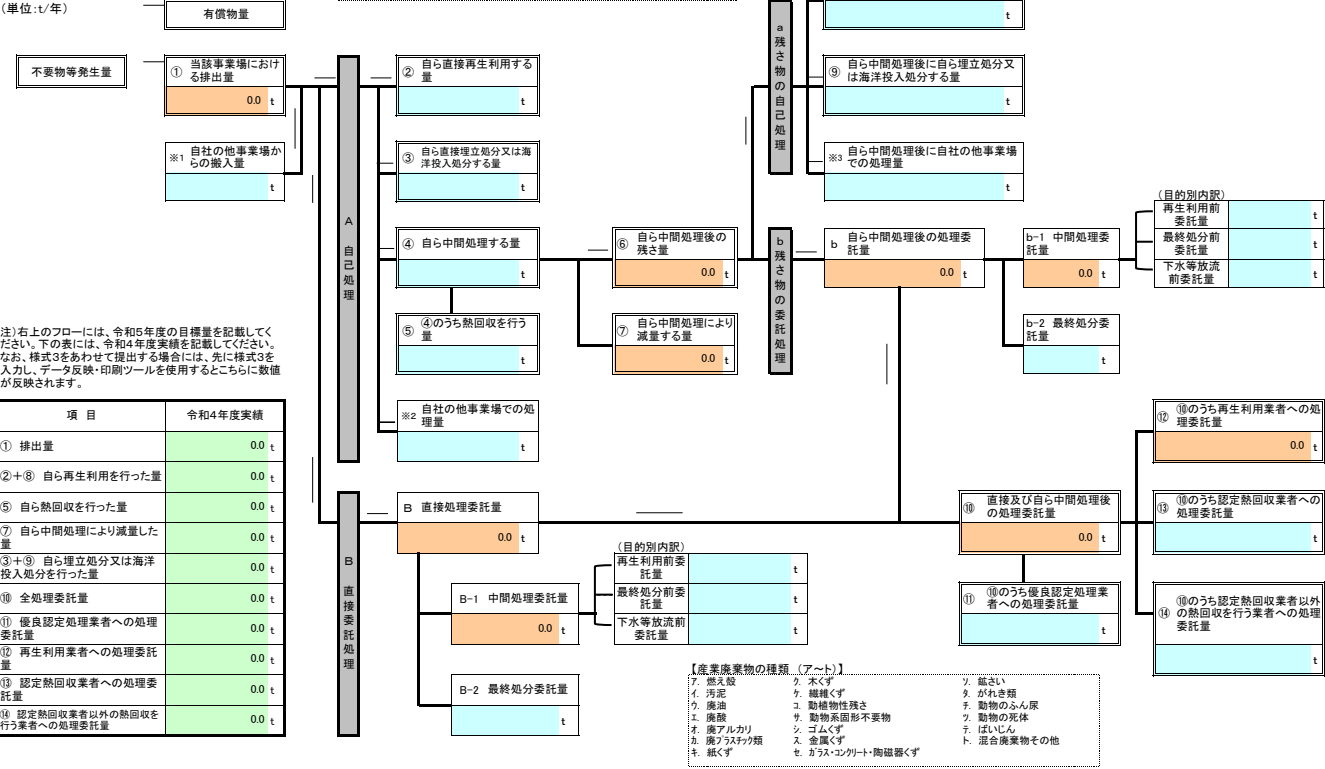 (単位:t/年)
有償物量
不要物等発生量
① 当該事業場におけ
る排出量
0.0 t
※1 自社の他事業場か
らの搬入量
t
A 自己処理
② 自ら直接再生利用する
量
t
③ 自ら直接埋立処分又は海
洋投入処分する量
t
④ 自ら中間処理する量
t
⑤ ④のうち熱回収を行う
量
t
※2 自社の他事業場での処
理量
t
⑥ 自ら中間処理後の
残さ量
0.0 t
⑦ 自ら中間処理により
減量する量
0.0 t
a 残さ物の自己処理
t
⑨ 自ら中間処理後に自ら埋立処分又
は海洋投入処分する量
t
※3 自ら中間処理後に自社の他事業場
での処理量
t
b 残さ物の委託処理
b 自ら中間処理後の処理委
託量
0.0 t
b-1 中間処理委
託量
0.0 t
(目的別内訳)
再生利用前
委託量
t
最終処分前
委託量
t
下水等放流
前委託量
t
b-2 最終処分委
託量
t
注)右上のフローには、令和5年度の目標量を記載してく
ださい。下の表には、令和4年度実績を記載してください。
なお、様式3をあわせて提出する場合には、先に様式3を
入力し、データ反映・印刷ツールを使用するとこちらに数値
が反映されます。
項 目 令和4年度実績
① 排出量 0.0 t
②+⑧ 自ら再生利用を行った量 0.0 t
⑤ 自ら熱回収を行った量 0.0 t
⑦ 自ら中間処理により減量した
量 0.0 t
③+⑨ 自ら埋立処分又は海洋
投入処分を行った量 0.0 t
⑩ 全処理委託量 0.0 t
⑪ 優良認定処理業者への処理
委託量 0.0 t
⑫ 再生利用業者への処理委託
量 0.0 t
⑬ 認定熱回収業者への処理委
託量 0.0 t
⑭ 認定熱回収業者以外の熱回収を
行う業者への処理委託量 0.0 t
B 直接委託処理
B 直接処理委託量
0.0 t
B-1 中間処理委託量
0.0 t
B-2 最終処分委託量
t
(目的別内訳)
再生利用前委
託量
t
最終処分前委
託量
t
下水等放流前
委託量
t
⑩ 直接及び自ら中間処理後
の処理委託量
0.0 t
⑪ ⑩のうち優良認定処理業
者への処理委託量
t
⑫ ⑩のうち再生利用業者への処
理委託量
0.0 t
⑬ ⑩のうち認定熱回収業者への
処理委託量
t
⑭ ⑩のうち認定熱回収業者以外
の熱回収を行う業者への処理
委託量
t
【産業廃棄物の種類 (ア~ト)】
ア. 燃え殻 ク. 木くず ソ. 鉱さい
イ. 汚泥 ケ. 繊維くず タ. がれき類
ウ. 廃油 コ. 動植物性残さ チ. 動物のふん尿
エ. 廃酸 サ. 動物系固形不要物 ツ. 動物の死体
オ. 廃アルカリ シ. ゴムくず テ. ばいじん
カ. 廃プラスチック類 ス. 金属くず ト. 混合廃棄物その他
キ. 紙くず セ. ガラス・コンクリート・陶磁器くず